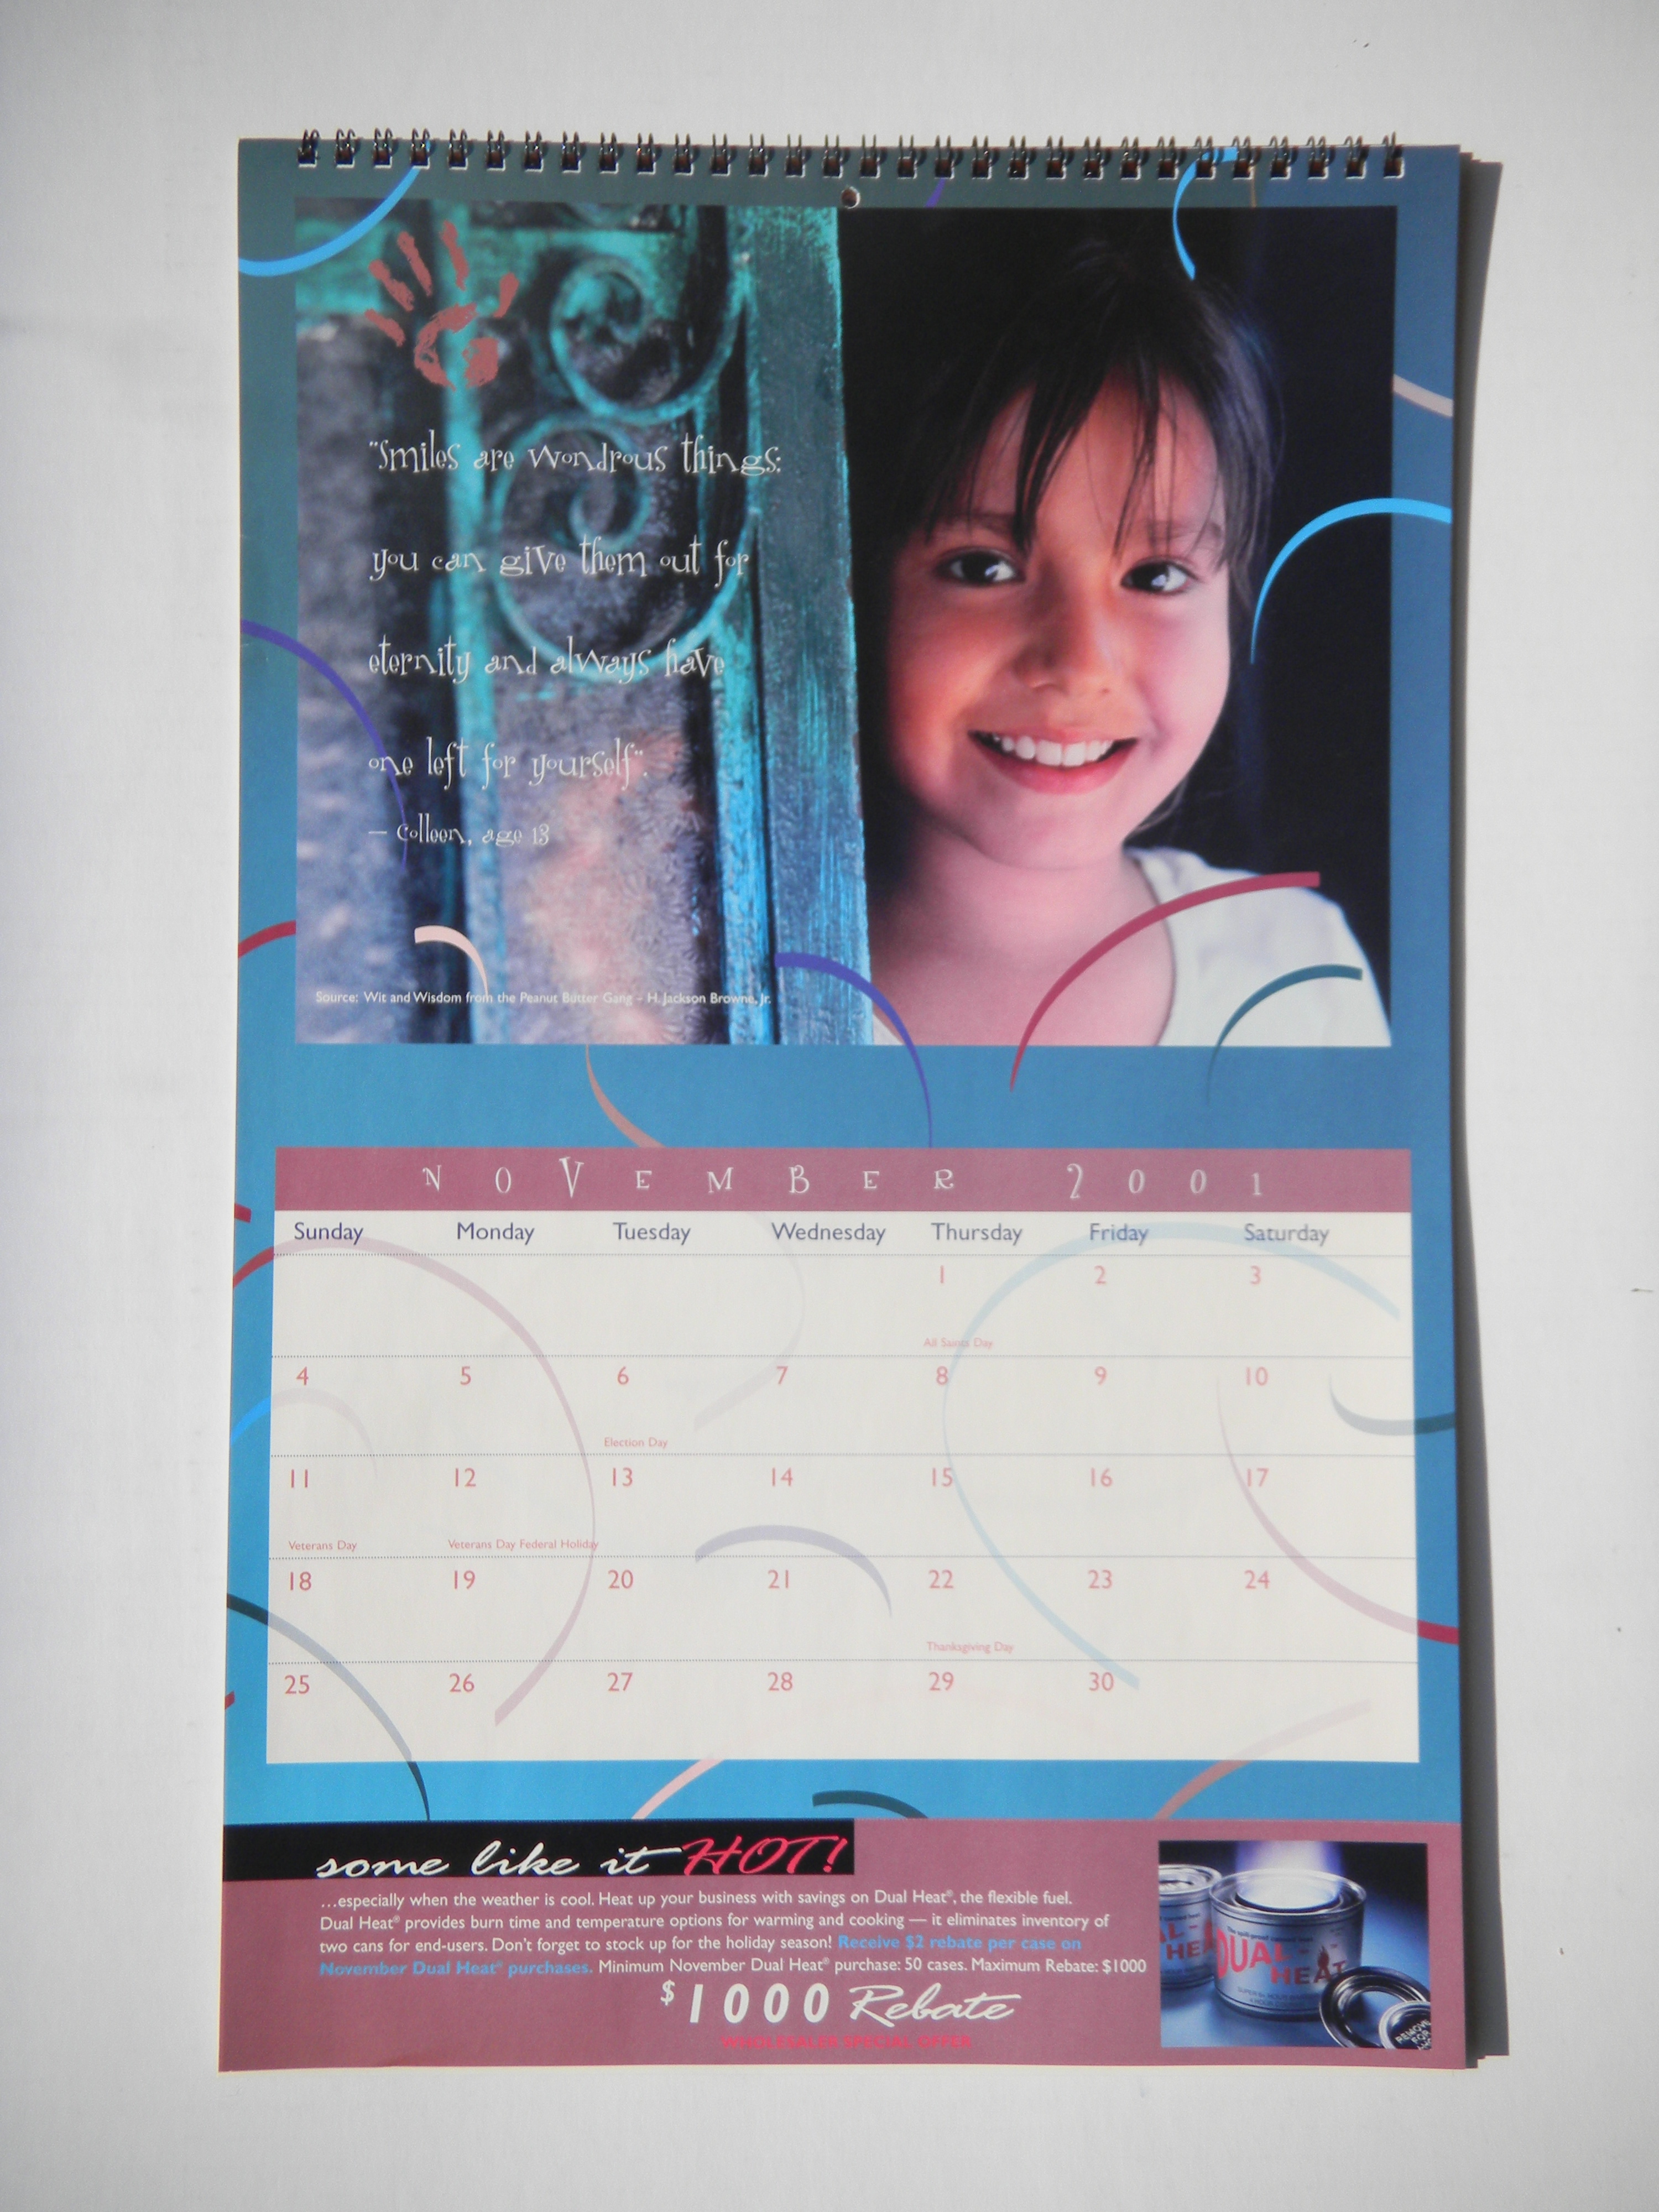 "Smiles are wondrous things:
you can give them out for
eternity and always have
one left for yourself".
– Colleen, age 13
Source: Wit and Wisdom from the Peanut Butter Gang – H. Jackson Browne, Jr.
NOVEMBER 2001
Sunday Monday Tuesday Wednesday Thursday Friday Saturday
1 2 3
All Saints Day
4 5 6 7 8 9 10
Election Day
11 12 13 14 15 16 17
Veterans Day Veterans Day Federal Holiday
18 19 20 21 22 23 24
Thanksgiving Day
25 26 27 28 29 30
some like it HOT!
...especially when the weather is cool. Heat up your business with savings on Dual Heat®, the flexible fuel.
Dual Heat® provides burn time and temperature options for warming and cooking — it eliminates inventory of
two cans for end-users. Don't forget to stock up for the holiday season! Receive $2 rebate per case on
November Dual Heat® purchases. Minimum November Dual Heat® purchase: 50 cases. Maximum Rebate: $1000
$1000 Rebate
WHOLESALER SPECIAL OFFER
DUAL-
HEAT
REMOVE
FOR